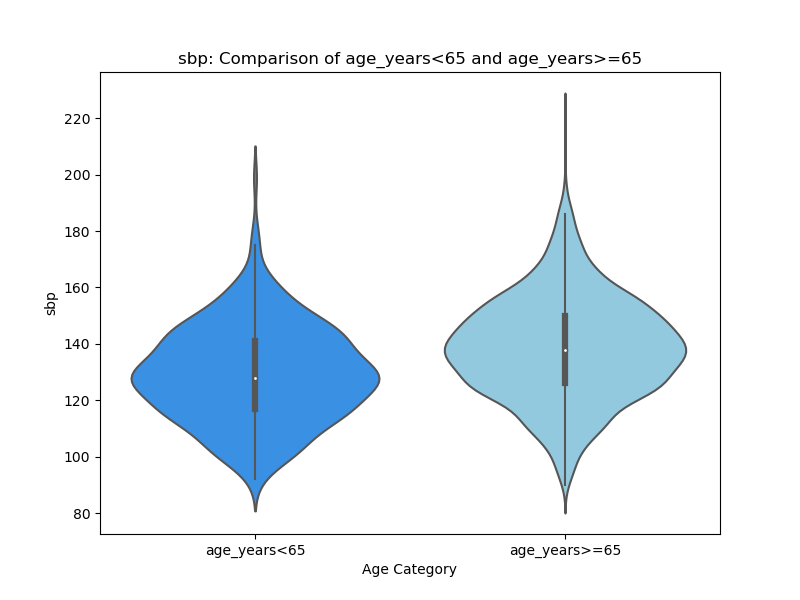 sbp: Comparison of age_years<65 and age_years>=65
220
200
180
160
140
120
100
80
sbp
age_years<65
age_years>=65
Age Category